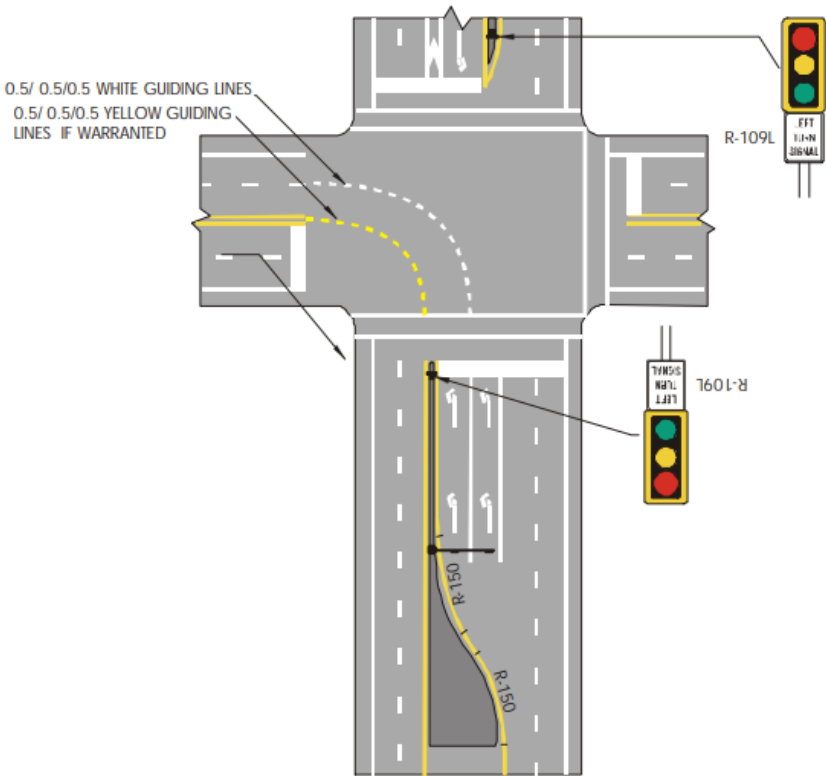 0.5/ 0.5/0.5 WHITE GUIDING LINES
0.5/ 0.5/0.5 YELLOW GUIDING
LINES IF WARRANTED
R-109L
LEFT
TURN
SIGNAL
R-109L
LEFT
TURN
SIGNAL
R-150
R-150